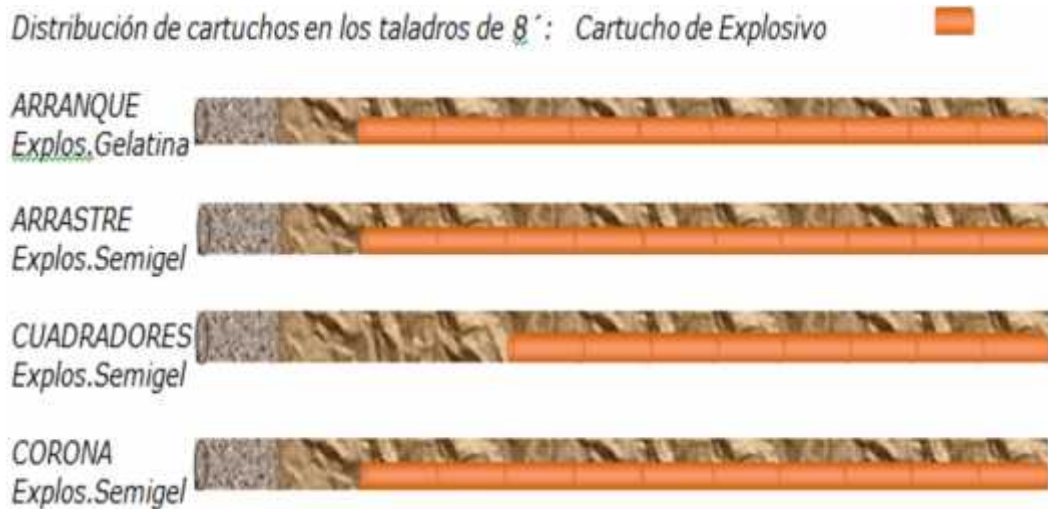 Distribución de cartuchos en los taladros de 8´: Cartucho de Explosivo
ARRANQUE
Explos.Gelatina
ARRASTRE
Explos.Semigel
CUADRADORES
Explos.Semigel
CORONA
Explos.Semigel